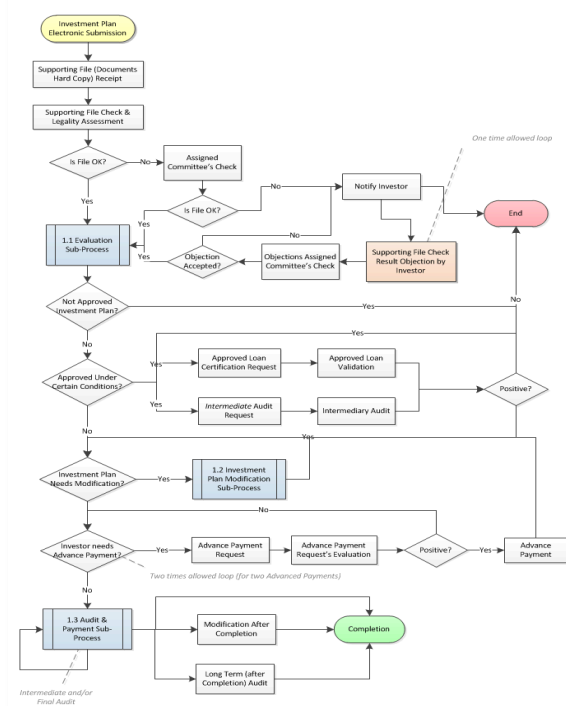 Investment Plan
Electronic Submission
Supporting File (Documents
Hard Copy) Receipt
Supporting File Check &
Legality Assessment
One time allowed loop
Is File OK?
No
Assigned
Committee's Check
Yes
Is File OK?
No
Notify Investor
End
Yes
No
1.1 Evaluation
Sub-Process
Yes
Objection
Accepted?
Objections Assigned
Committee's Check
Supporting File Check
Result Objection by
Investor
Not Approved
Investment Plan?
Yes
No
No
Yes
Approved Under
Certain Conditions?
Yes
Approved Loan
Certification Request
Approved Loan
Validation
Positive?
Yes
Intermediate Audit
Request
Intermediary Audit
No
Yes
Investment Plan
Needs Modification?
Yes
1.2 Investment
Plan Modification
Sub-Process
No
Investor needs
Advance Payment?
Yes
Advance Payment
Request
Advance Payment
Request's Evaluation
Positive?
Yes
Advance
Payment
Two times allowed loop (for two Advanced Payments)
No
1.3 Audit &
Payment Sub-
Process
Modification After
Completion
Completion
Long Term (after
Completion) Audit
Intermediate and/or
Final Audit